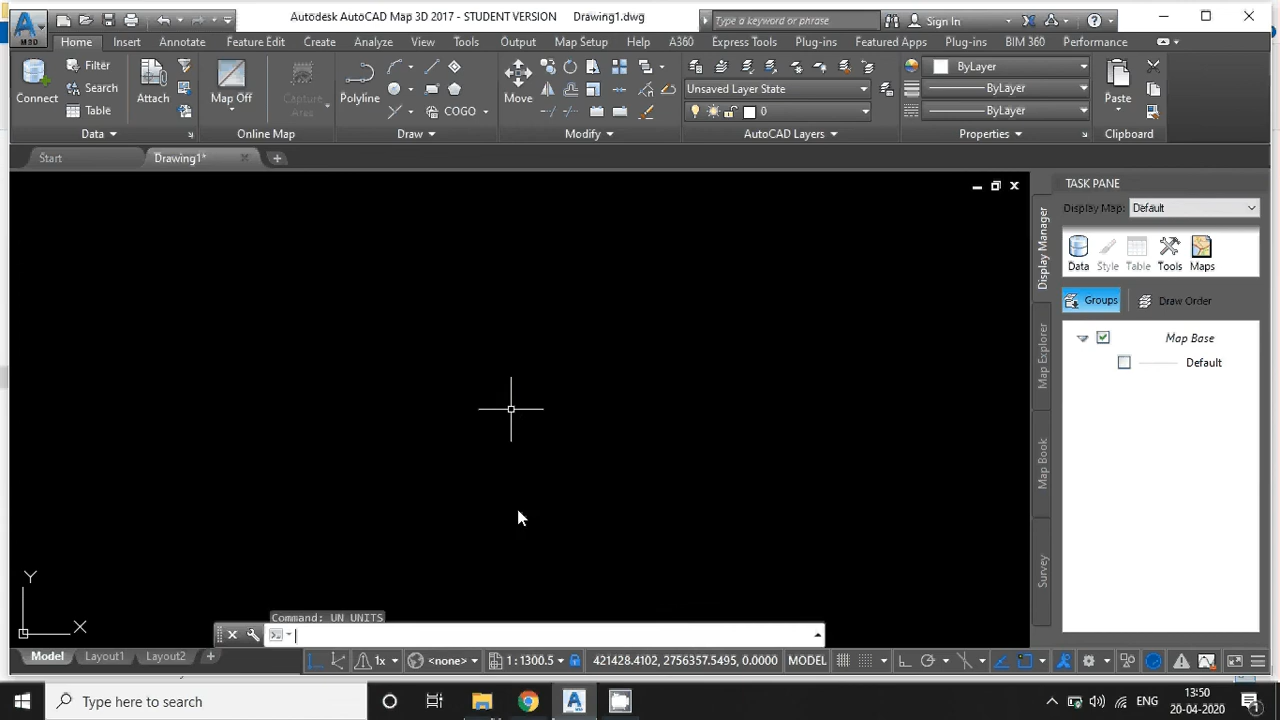 Autodesk AutoCAD Map 3D 2017 - STUDENT VERSION Drawing1.dwg
Type a keyword or phrase
Sign In
M3D
Home Insert Annotate Feature Edit Create Analyze View Tools Output Map Setup Help A360 Express Tools Plug-ins Featured Apps Plug-ins BIM 360 Performance
Connect
Filter
Search
Table
Attach
Map Off
Capture
Area
Polyline
COGO
Move
Unsaved Layer State
0
ByLayer
ByLayer
ByLayer
Paste
Data Online Map Draw Modify AutoCAD Layers Properties Clipboard
Start Drawing1*
TASK PANE
Display Map: Default
Data Style Table Tools Maps
Groups Draw Order
Map Base
Default
Display Manager
Map Explorer
Map Book
Survey
Y
X
Command: UN UNITS
Model Layout1 Layout2
1x <none> 1:1300.5 421428.4102, 2756357.5495, 0.0000 MODEL
Type here to search
ENG
13:50
20-04-2020
1